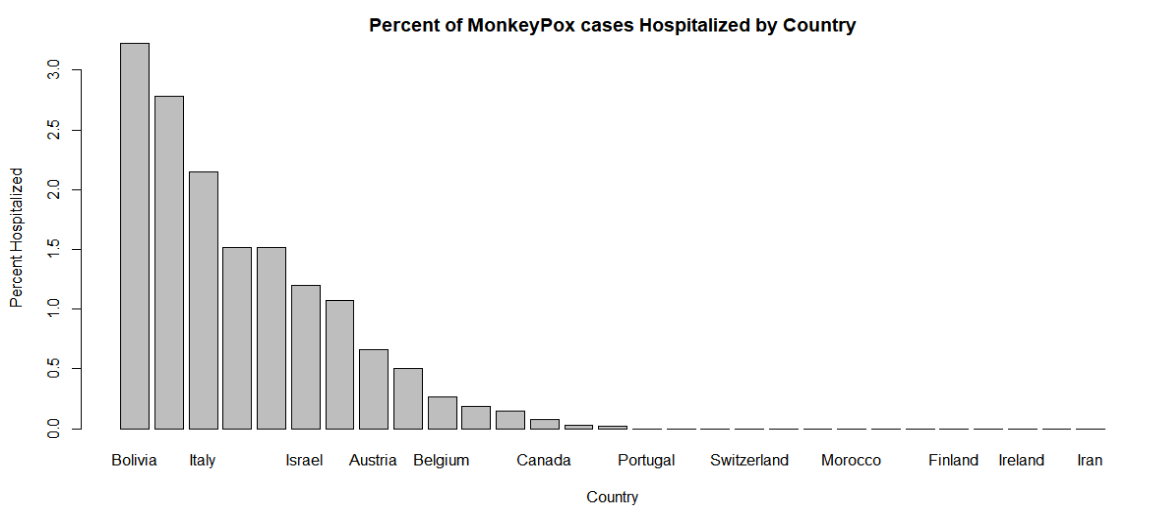 Percent of MonkeyPox cases Hospitalized by Country
Percent Hospitalized
3.0
2.5
2.0
1.5
1.0
0.5
0.0
Bolivia Italy Israel Austria Belgium Canada Portugal Switzerland Morocco Finland Ireland Iran
Country